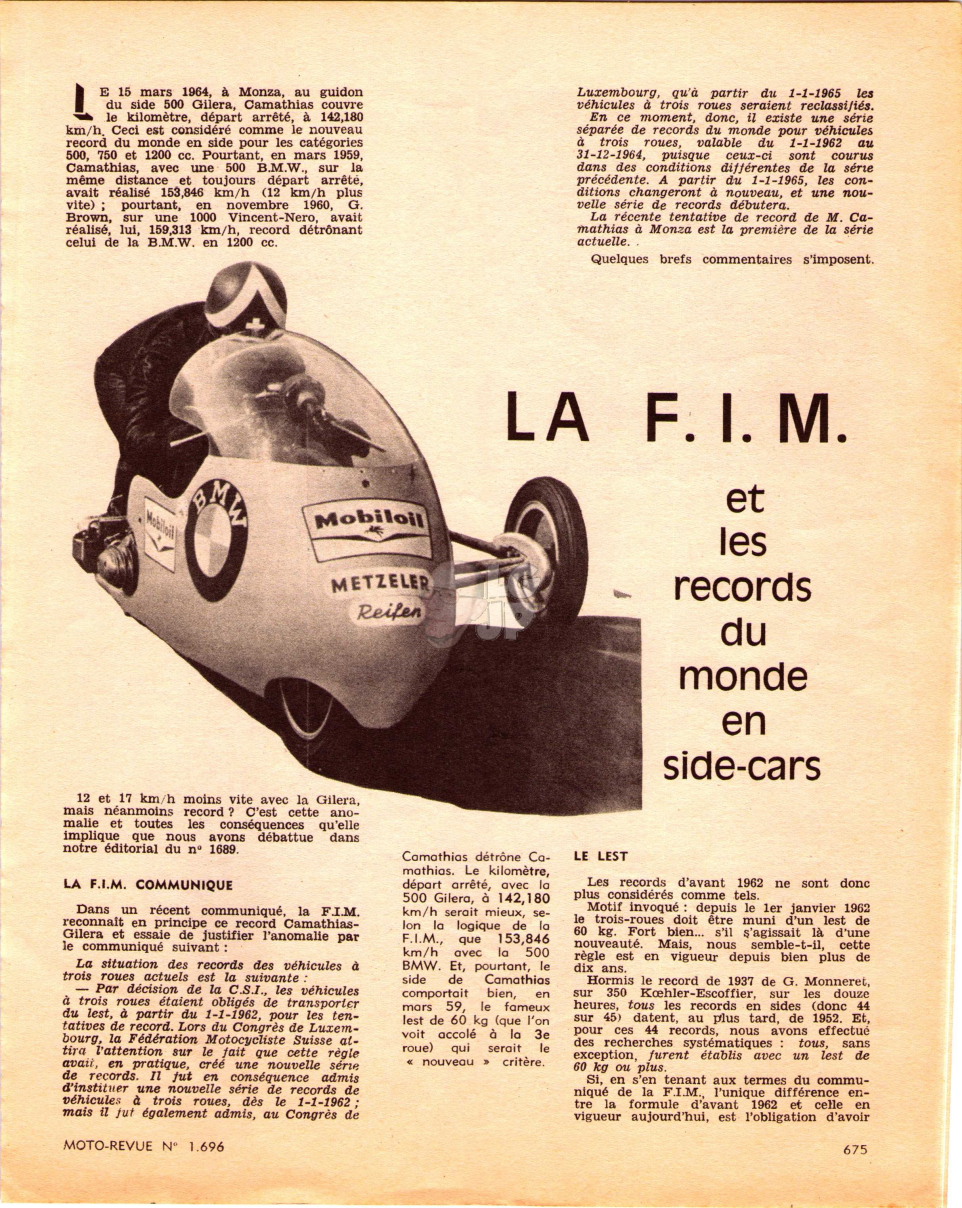 LE 15 mars 1964, à Monza, au guidon
du side 500 Gilera, Camathias couvre
le kilomètre, départ arrêté, à 142,180
km/h. Ceci est considéré comme le nouveau
record du monde en side pour les catégories
500, 750 et 1200 cc. Pourtant, en mars 1959,
Camathias, avec une 500 B.M.W., sur la
même distance et toujours départ arrêté,
avait réalisé 153,846 km/h (12 km/h plus
vite) ; pourtant, en novembre 1960, G.
Brown, sur une 1000 Vincent-Nero, avait
réalisé, lui, 159,313 km/h, record détrônant
celui de la B.M.W. en 1200 cc.
BMW
Mobiloil
Mobiloil
METZELER
Reifen
12 et 17 km/h moins vite avec la Gilera,
mais néanmoins record ? C'est cette ano-
malie et toutes les conséquences qu'elle
implique que nous avons débattue dans
notre éditorial du n° 1689.
LA F.I.M. COMMUNIQUE
Dans un récent communiqué, la F.I.M.
reconnait en principe ce record Camathias-
Gilera et essaie de justifier l'anomalie par
le communiqué suivant :
La situation des records des véhicules à
trois roues actuels est la suivante :
— Par décision de la C.S.I., les véhicules
à trois roues étaient obligés de transporter
du lest, à partir du 1-1-1962, pour les ten-
tatives de record. Lors du Congrès de Luxem-
bourg, la Fédération Motocycliste Suisse at-
tira l'attention sur le fait que cette règle
avait, en pratique, créé une nouvelle série
de records. Il fut en conséquence admis
d'instituer une nouvelle série de records de
véhicules à trois roues, dès le 1-1-1962 ;
mais il fut également admis, au Congrès de
Luxembourg, qu'à partir du 1-1-1965 les
véhicules à trois roues seraient reclassifiés.
En ce moment, donc, il existe une série
séparée de records du monde pour véhicules
à trois roues, valable du 1-1-1962 au
31-12-1964, puisque ceux-ci sont courus
dans des conditions différentes de la série
précédente. A partir du 1-1-1965, les con-
ditions changeront à nouveau, et une nou-
velle série de records débutera.
La récente tentative de record de M. Ca-
mathias à Monza est la première de la série
actuelle.
Quelques brefs commentaires s'imposent.
LA F.I.M.
et
les
records
du
monde
en
side-cars
Camathias détrône Ca-
mathias. Le kilomètre,
départ arrêté, avec la
500 Gilera, à 142,180
km/h serait mieux, se-
lon la logique de la
F.I.M., que 153,846
km/h avec la 500
BMW. Et, pourtant, le
side de Camathias
comportait bien, en
mars 59, le fameux
lest de 60 kg (que l'on
voit accolé à la 3e
roue) qui serait le
« nouveau » critère.
LE LEST
Les records d'avant 1962 ne sont donc
plus considérés comme tels.
Motif invoqué : depuis le 1er janvier 1962
le trois-roues doit être muni d'un lest de
60 kg. Fort bien... s'il s'agissait là d'une
nouveauté. Mais, nous semble-t-il, cette
règle est en vigueur depuis bien plus de
dix ans.
Hormis le record de 1937 de G. Monneret,
sur 350 Kœhler-Escoffier, sur les douze
heures, tous les records en sides (donc 44
sur 45) datent, au plus tard, de 1952. Et,
pour ces 44 records, nous avons effectué
des recherches systématiques : tous, sans
exception, furent établis avec un lest de
60 kg ou plus.
Si, en s'en tenant aux termes du commu-
niqué de la F.I.M., l'unique différence en-
tre la formule d'avant 1962 et celle en
vigueur aujourd'hui, est l'obligation d'avoir
MOTO-REVUE N° 1.696
675